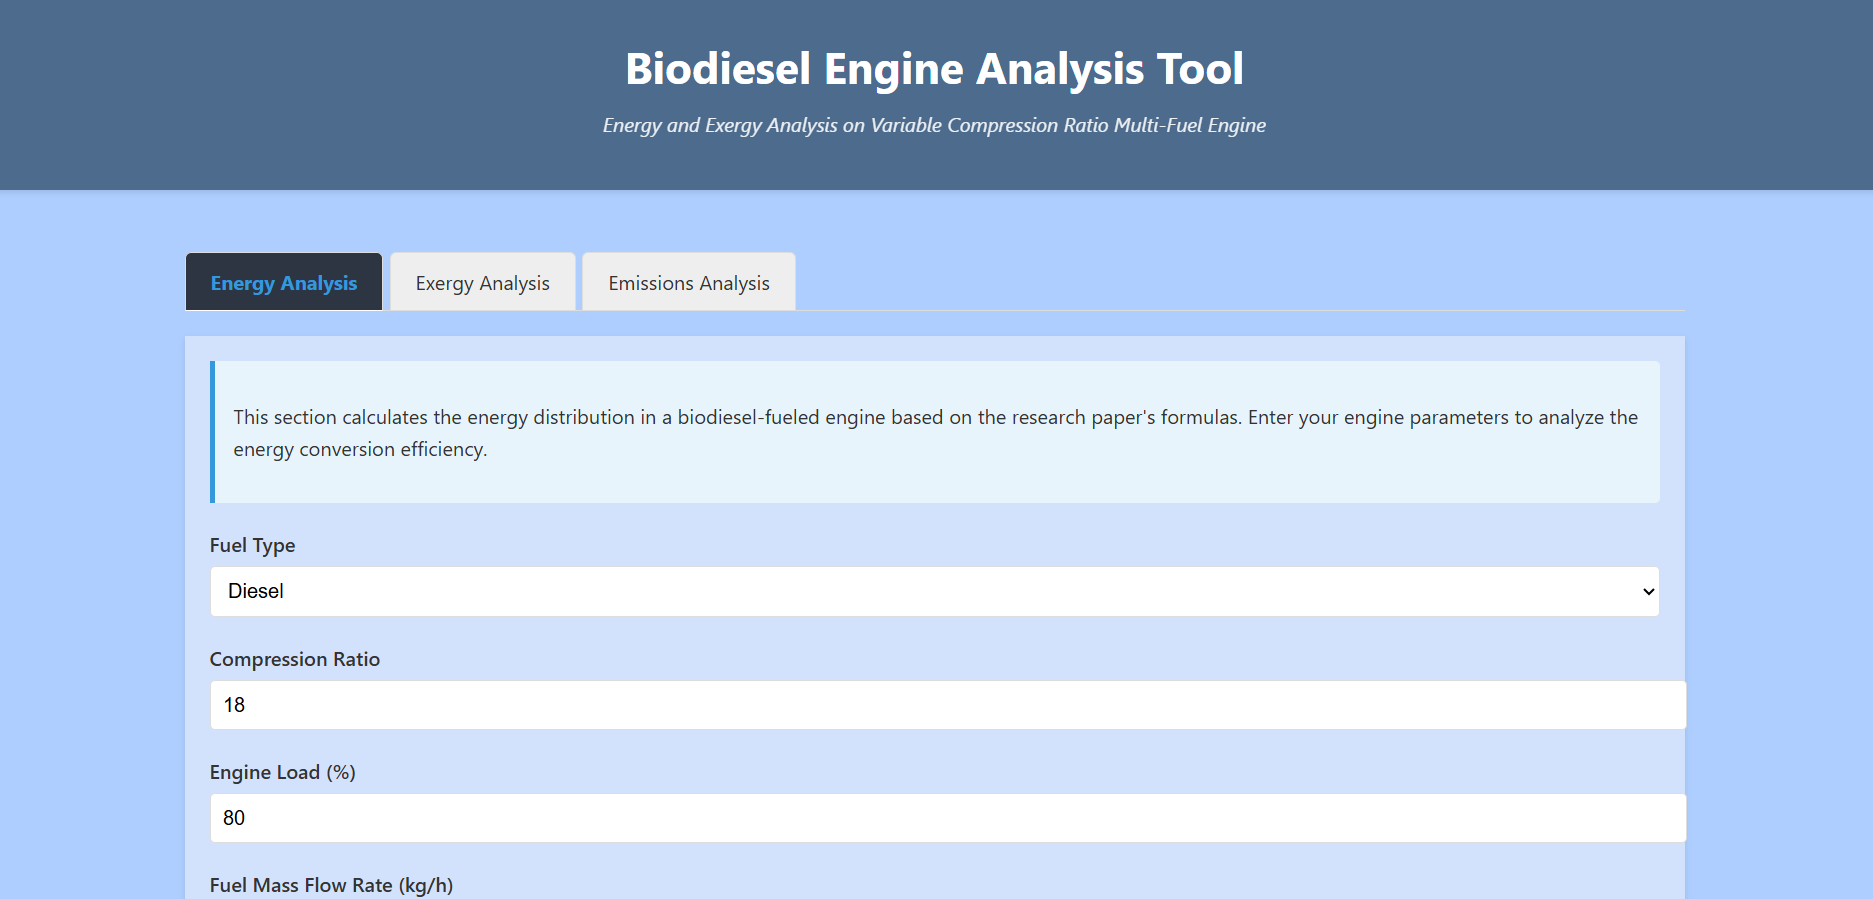 Biodiesel Engine Analysis Tool
Energy and Exergy Analysis on Variable Compression Ratio Multi-Fuel Engine
Energy Analysis
Exergy Analysis
Emissions Analysis
This section calculates the energy distribution in a biodiesel-fueled engine based on the research paper's formulas. Enter your engine parameters to analyze the
energy conversion efficiency.
Fuel Type
Diesel
Compression Ratio
18
Engine Load (%)
80
Fuel Mass Flow Rate (kg/h)